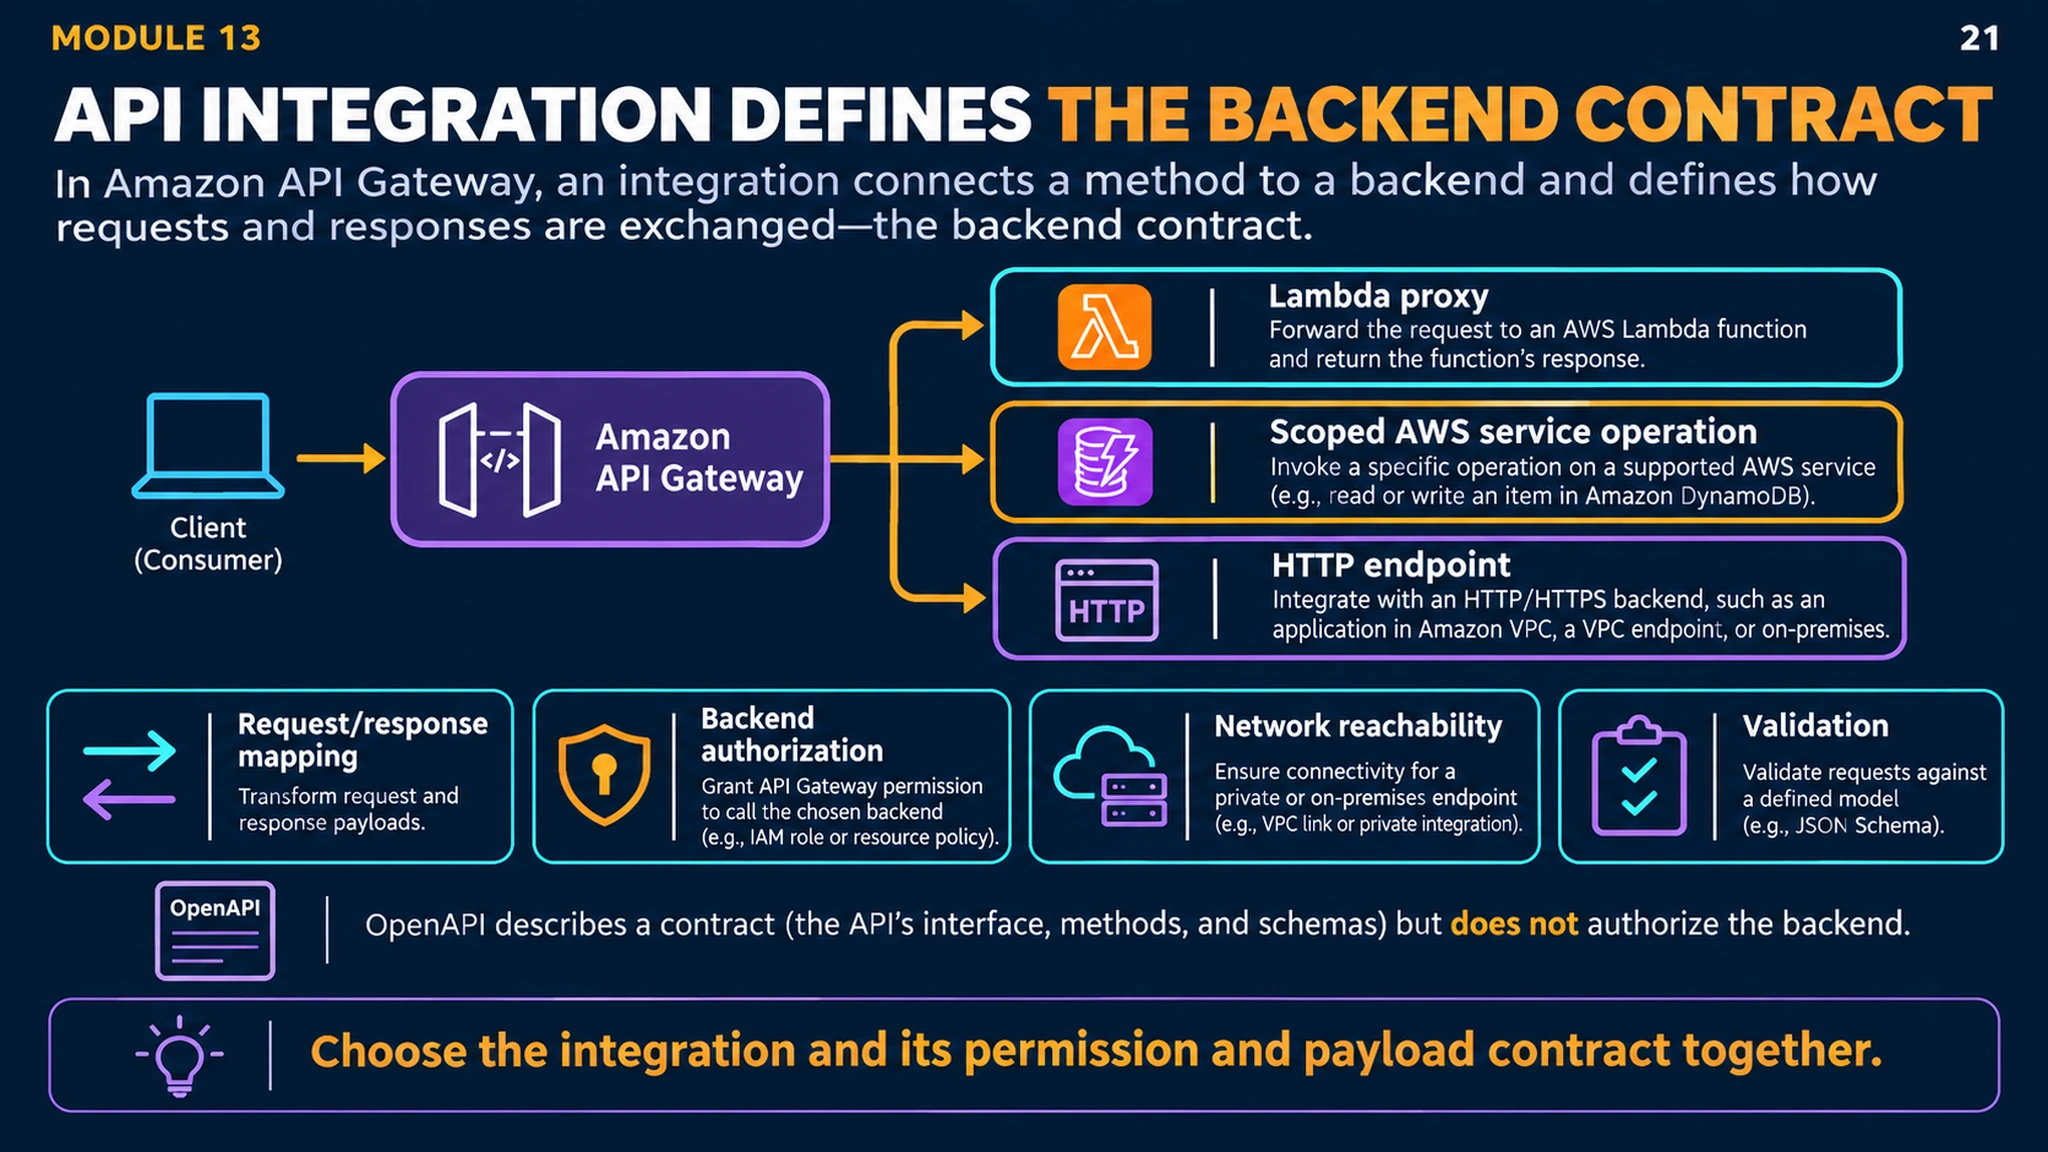 MODULE 13
21
API INTEGRATION DEFINES THE BACKEND CONTRACT
In Amazon API Gateway, an integration connects a method to a backend and defines how
requests and responses are exchanged—the backend contract.
Client
(Consumer)
</>
Amazon
API Gateway
Lambda proxy
Forward the request to an AWS Lambda function
and return the function's response.
Scoped AWS service operation
Invoke a specific operation on a supported AWS service
(e.g., read or write an item in Amazon DynamoDB).
HTTP
HTTP endpoint
Integrate with an HTTP/HTTPS backend, such as an
application in Amazon VPC, a VPC endpoint, or on-premises.
Request/response
mapping
Transform request and
response payloads.
Backend
authorization
Grant API Gateway permission
to call the chosen backend
(e.g., IAM role or resource policy).
Network reachability
Ensure connectivity for a
private or on-premises endpoint
(e.g., VPC link or private integration).
Validation
Validate requests against
a defined model
(e.g., JSON Schema).
OpenAPI
OpenAPI describes a contract (the API's interface, methods, and schemas) but does not authorize the backend.
Choose the integration and its permission and payload contract together.